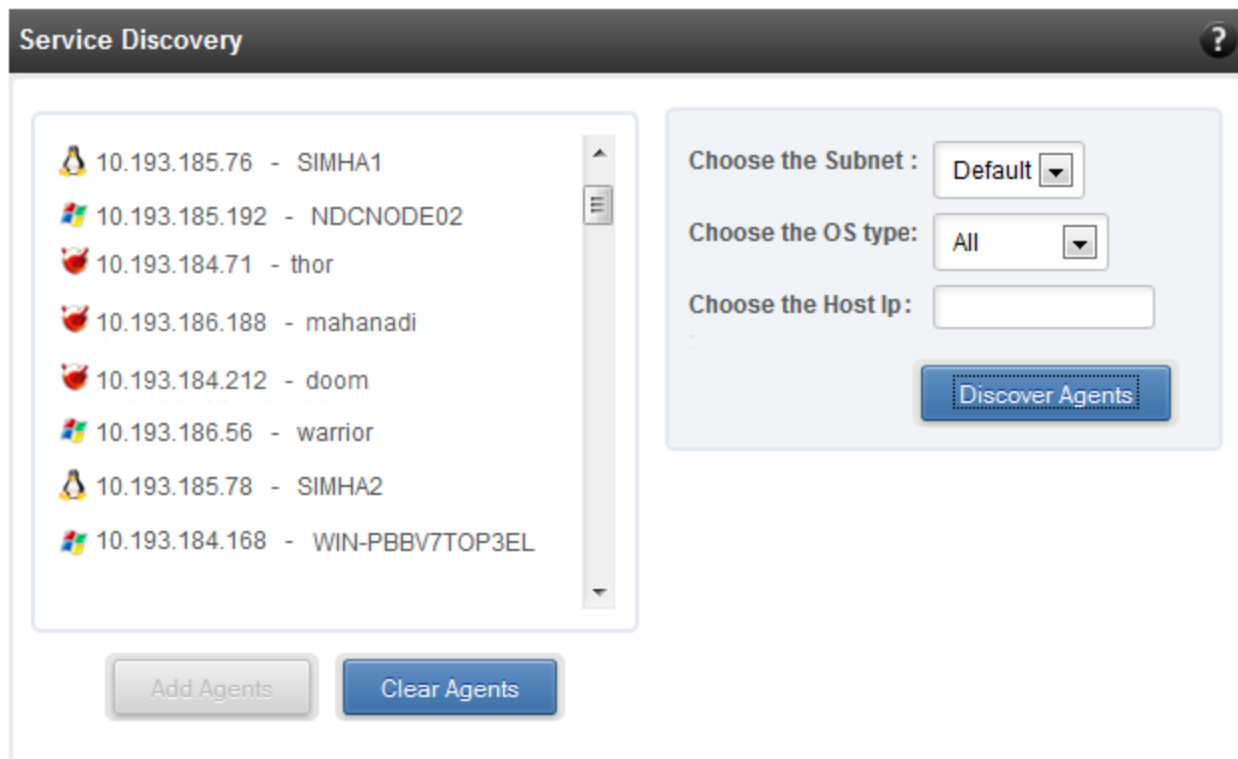 Service Discovery
?
10.193.185.76 - SIMHA1
10.193.185.192 - NDCNODE02
10.193.184.71 - thor
10.193.186.188 - mahanadi
10.193.184.212 - doom
10.193.186.56 - warrior
10.193.185.78 - SIMHA2
10.193.184.168 - WIN-PBBV7TOP3EL
Add Agents
Clear Agents
Choose the Subnet : Default
Choose the OS type: All
Choose the Host Ip :
Discover Agents